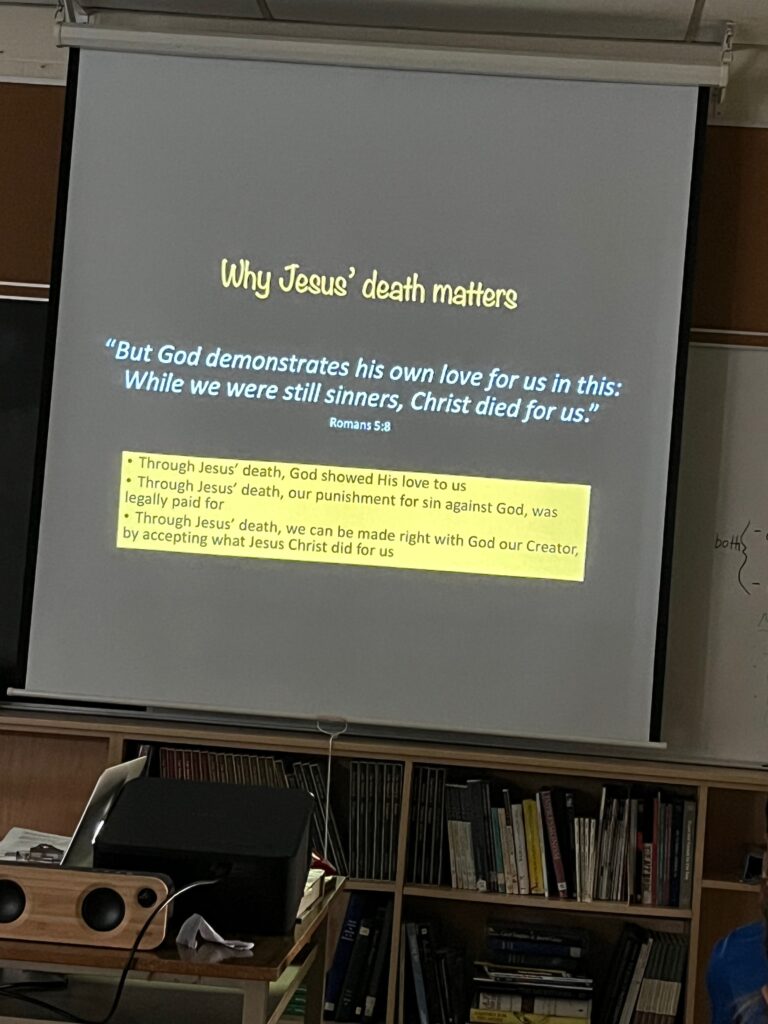 Why Jesus’ death matters
“But God demonstrates his own love for us in this:
While we were still sinners, Christ died for us.”
Romans 5:8
• Through Jesus’ death, God showed His love to us
• Through Jesus’ death, our punishment for sin against God, was
legally paid for
• Through Jesus’ death, we can be made right with God our Creator,
by accepting what Jesus Christ did for us
both